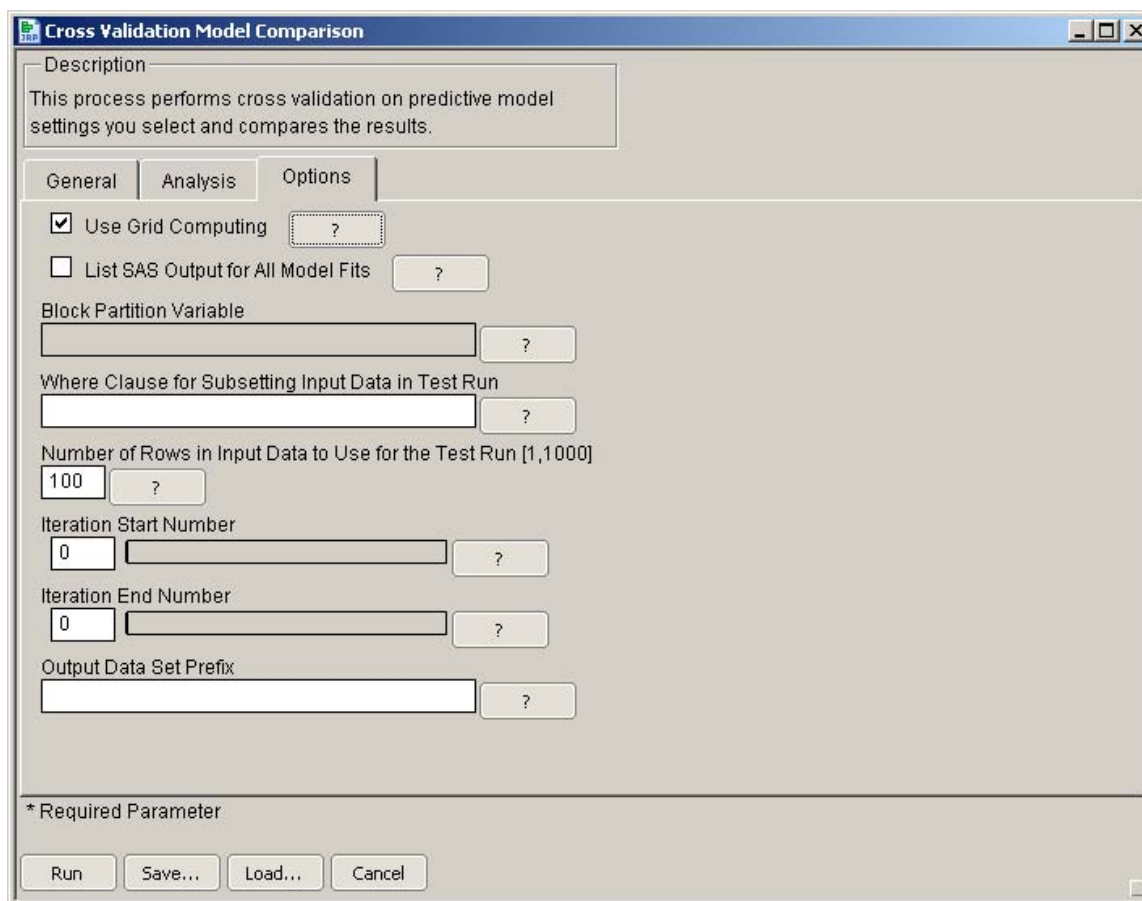 JRP
Cross Validation Model Comparison
Description
This process performs cross validation on predictive model
settings you select and compares the results.
General Analysis Options
Use Grid Computing ?
List SAS Output for All Model Fits ?
Block Partition Variable
?
Where Clause for Subsetting Input Data in Test Run
?
Number of Rows in Input Data to Use for the Test Run [1,1000]
100 ?
Iteration Start Number
0 ?
Iteration End Number
0 ?
Output Data Set Prefix
?
* Required Parameter
Run Save... Load... Cancel